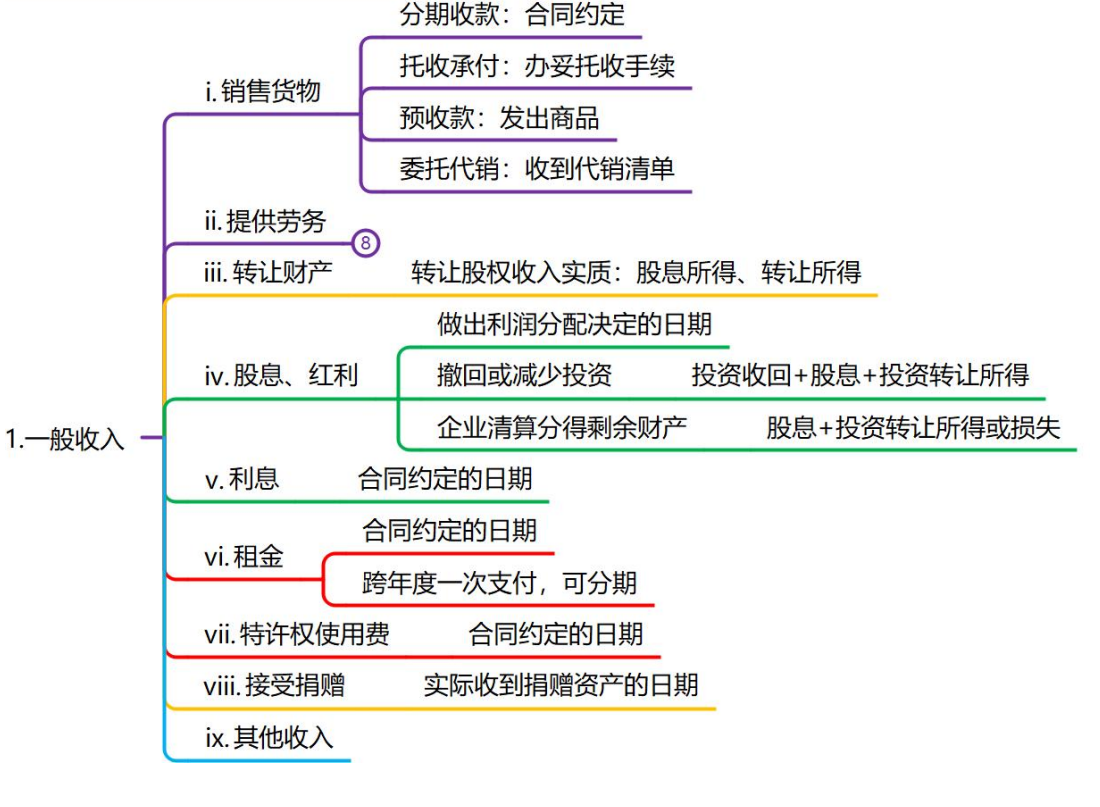 1.一般收入
i.销售货物
分期收款：合同约定
托收承付：办妥托收手续
预收款：发出商品
委托代销：收到代销清单
ii.提供劳务
8
iii.转让财产
转让股权收入实质：股息所得、转让所得
iv.股息、红利
做出利润分配决定的日期
撤回或减少投资
投资收回+股息+投资转让所得
企业清算分得剩余财产
股息+投资转让所得或损失
v.利息
合同约定的日期
vi.租金
合同约定的日期
跨年度一次支付，可分期
vii.特许权使用费
合同约定的日期
viii.接受捐赠
实际收到捐赠资产的日期
ix.其他收入